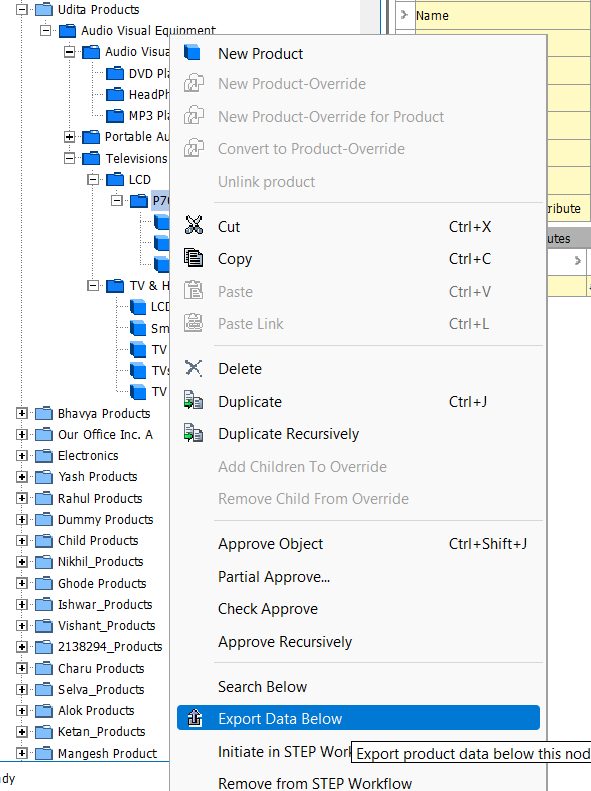 Udita Products
Audio Visual Equipment
Audio Visua
DVD Pla
HeadPh
MP3 Pla
Portable Au
Televisions
LCD
P70
TV & H
LCD
Sm
TV
TVs
TV
Bhavya Products
Our Office Inc. A
Electronics
Yash Products
Rahul Products
Dummy Products
Child Products
Nikhil_Products
Ghode Products
Ishwar_Products
Vishant_Products
2138294_Products
Charu Products
Selva_Products
Alok Products
Ketan_Products
Mangesh Product
dy
New Product
New Product-Override
New Product-Override for Product
Convert to Product-Override
Unlink product
Cut Ctrl+X
Copy Ctrl+C
Paste Ctrl+V
Paste Link Ctrl+L
Delete
Duplicate Ctrl+J
Duplicate Recursively
Add Children To Override
Remove Child From Override
Approve Object Ctrl+Shift+J
Partial Approve...
Check Approve
Approve Recursively
Search Below
Export Data Below
Initiate in STEP Work
Export product data below this nod
Remove from STEP Workflow
Name
ribute
utes